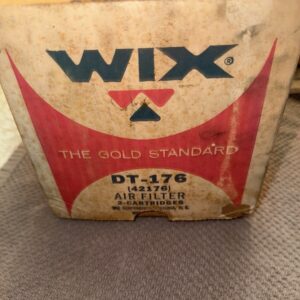 WIX®
THE GOLD STANDARD
DT-176
(42176)
AIR FILTER
2-CARTRIDGES